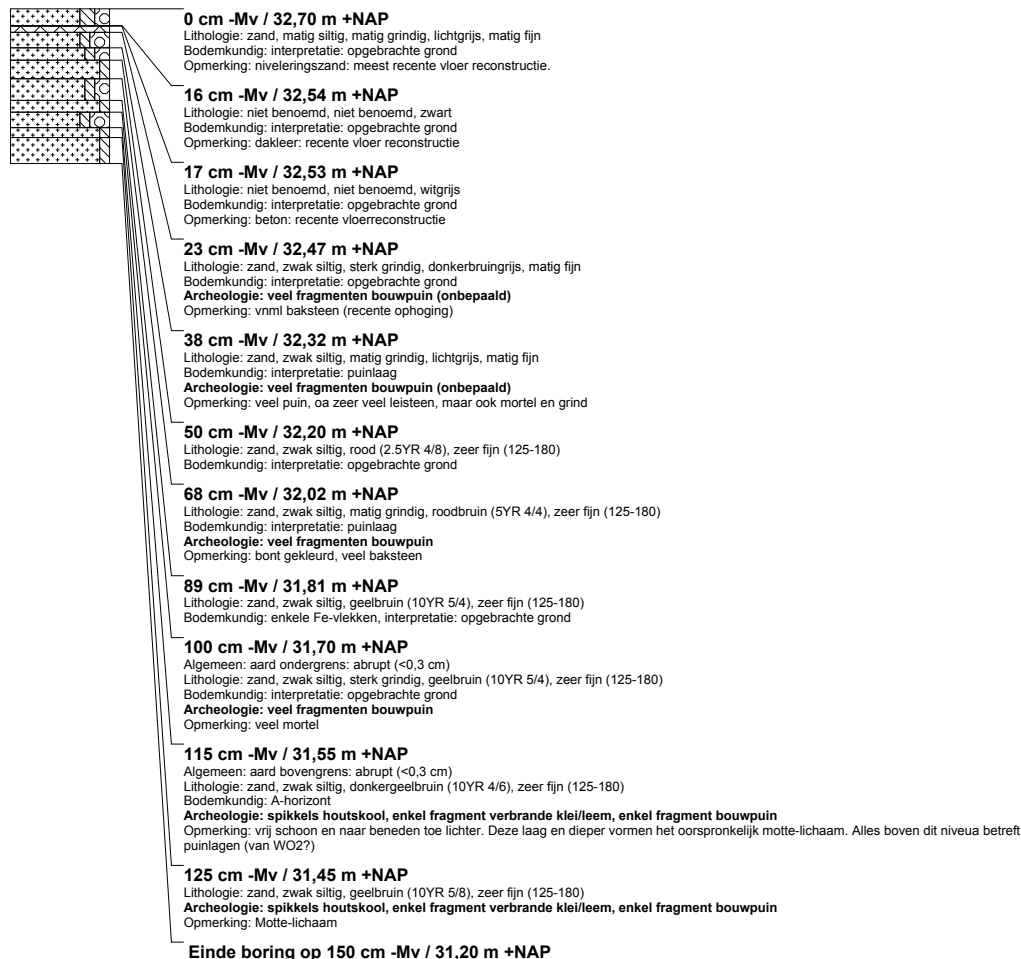 0 cm -Mv / 32,70 m +NAP
Lithologie: zand, matig siltig, matig grindig, lichtgrijs, matig fijn
Bodemkundig: interpretatie: opgebrachte grond
Opmerking: niveleringszand: meest recente vloer reconstructie.
16 cm -Mv / 32,54 m +NAP
Lithologie: niet benoemd, niet benoemd, zwart
Bodemkundig: interpretatie: opgebrachte grond
Opmerking: dakleer: recente vloer reconstructie
17 cm -Mv / 32,53 m +NAP
Lithologie: niet benoemd, niet benoemd, witgrijs
Bodemkundig: interpretatie: opgebrachte grond
Opmerking: beton: recente vloerreconstructie
23 cm -Mv / 32,47 m +NAP
Lithologie: zand, zwak siltig, sterk grindig, donkerbruingrijs, matig fijn
Bodemkundig: interpretatie: opgebrachte grond
Archeologie: veel fragmenten bouwpuin (onbepaald)
Opmerking: vnml baksteen (recente ophoging)
38 cm -Mv / 32,32 m +NAP
Lithologie: zand, zwak siltig, matig grindig, lichtgrijs, matig fijn
Bodemkundig: interpretatie: puinlaag
Archeologie: veel fragmenten bouwpuin (onbepaald)
Opmerking: veel puin, oa zeer veel leisteen, maar ook mortel en grind
50 cm -Mv / 32,20 m +NAP
Lithologie: zand, zwak siltig, rood (2.5YR 4/8), zeer fijn (125-180)
Bodemkundig: interpretatie: opgebrachte grond
68 cm -Mv / 32,02 m +NAP
Lithologie: zand, zwak siltig, matig grindig, roodbruin (5YR 4/4), zeer fijn (125-180)
Bodemkundig: interpretatie: puinlaag
Archeologie: veel fragmenten bouwpuin
Opmerking: bont gekleurd, veel baksteen
89 cm -Mv / 31,81 m +NAP
Lithologie: zand, zwak siltig, geelbruin (10YR 5/4), zeer fijn (125-180)
Bodemkundig: enkele Fe-vlekken, interpretatie: opgebrachte grond
100 cm -Mv / 31,70 m +NAP
Algemeen: aard ondergrens: abrupt (<0,3 cm)
Lithologie: zand, zwak siltig, sterk grindig, geelbruin (10YR 5/4), zeer fijn (125-180)
Bodemkundig: interpretatie: opgebrachte grond
Archeologie: veel fragmenten bouwpuin
Opmerking: veel mortel
115 cm -Mv / 31,55 m +NAP
Algemeen: aard bovengrens: abrupt (<0,3 cm)
Lithologie: zand, zwak siltig, donkergeelbruin (10YR 4/6), zeer fijn (125-180)
Bodemkundig: A-horizont
Archeologie: spikkels houtskool, enkel fragment verbrande klei/leem, enkel fragment bouwpuin
Opmerking: vrij schoon en naar beneden toe lichter. Deze laag en dieper vormen het oorspronkelijk motte-lichaam. Alles boven dit niveua betreft
puinlagen (van WO2?)
125 cm -Mv / 31,45 m +NAP
Lithologie: zand, zwak siltig, geelbruin (10YR 5/8), zeer fijn (125-180)
Archeologie: spikkels houtskool, enkel fragment verbrande klei/leem, enkel fragment bouwpuin
Opmerking: Motte-lichaam
Einde boring op 150 cm -Mv / 31,20 m +NAP